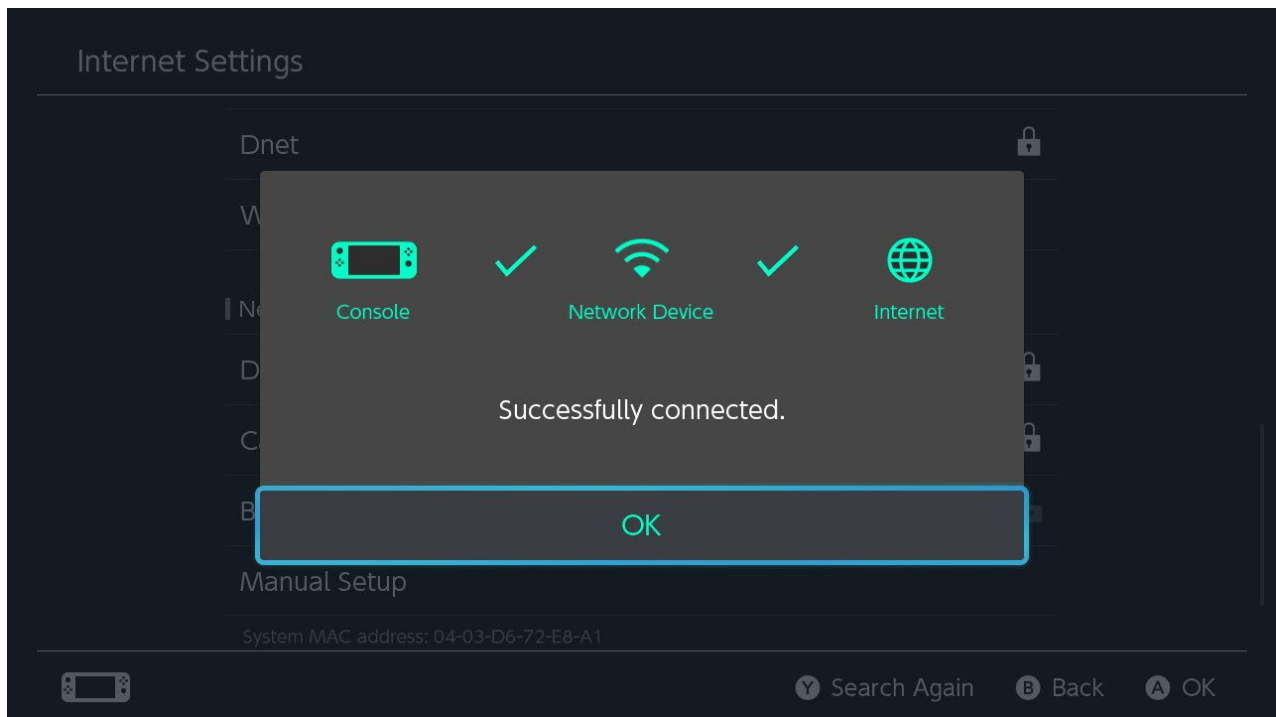 Internet Settings
Dnet
Console
Network Device
Internet
Successfully connected.
OK
Manual Setup
System MAC address: 04-03-D6-72-E8-A1
Y Search Again B Back A OK